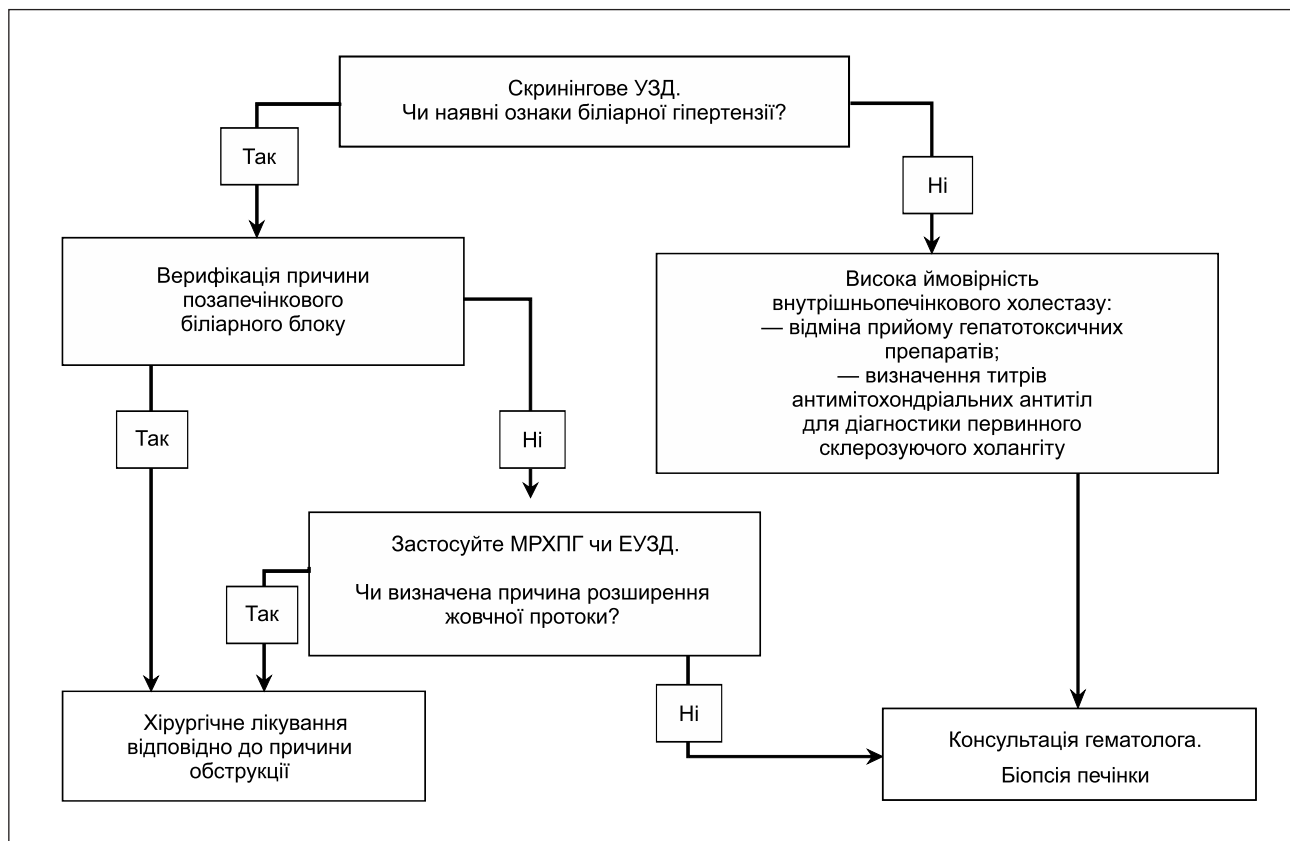 Скринінгове УЗД.
Чи наявні ознаки біліарної гіпертензії?
Так
Ні
Верифікація причини
позапечінкового
біліарного блоку
Висока ймовірність
внутрішньопечінкового холестазу:
— відміна прийому гепатотоксичних
препаратів;
— визначення титрів
антимітохондріальних антитіл
для діагностики первинного
склерозуючого холангіту
Так
Ні
Застосуйте МРХПГ чи ЕУЗД.
Чи визначена причина розширення
жовчної протоки?
Так
Ні
Хірургічне лікування
відповідно до причини
обструкції
Консультація гематолога.
Біопсія печінки